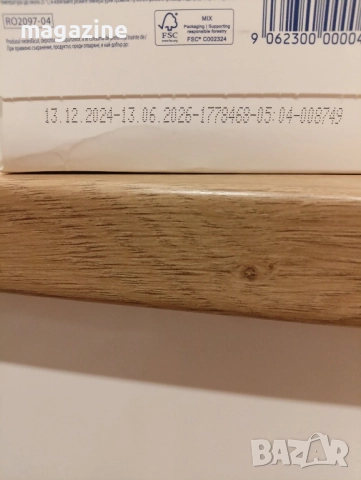 magazine
RO2097-04
FSC
MIX
Packaging | Supporting
responsible forestry
FSC® C002324
9 062300 00004
13.12.2024-13.06.2026-1778468-05:04-008749
BAZAR